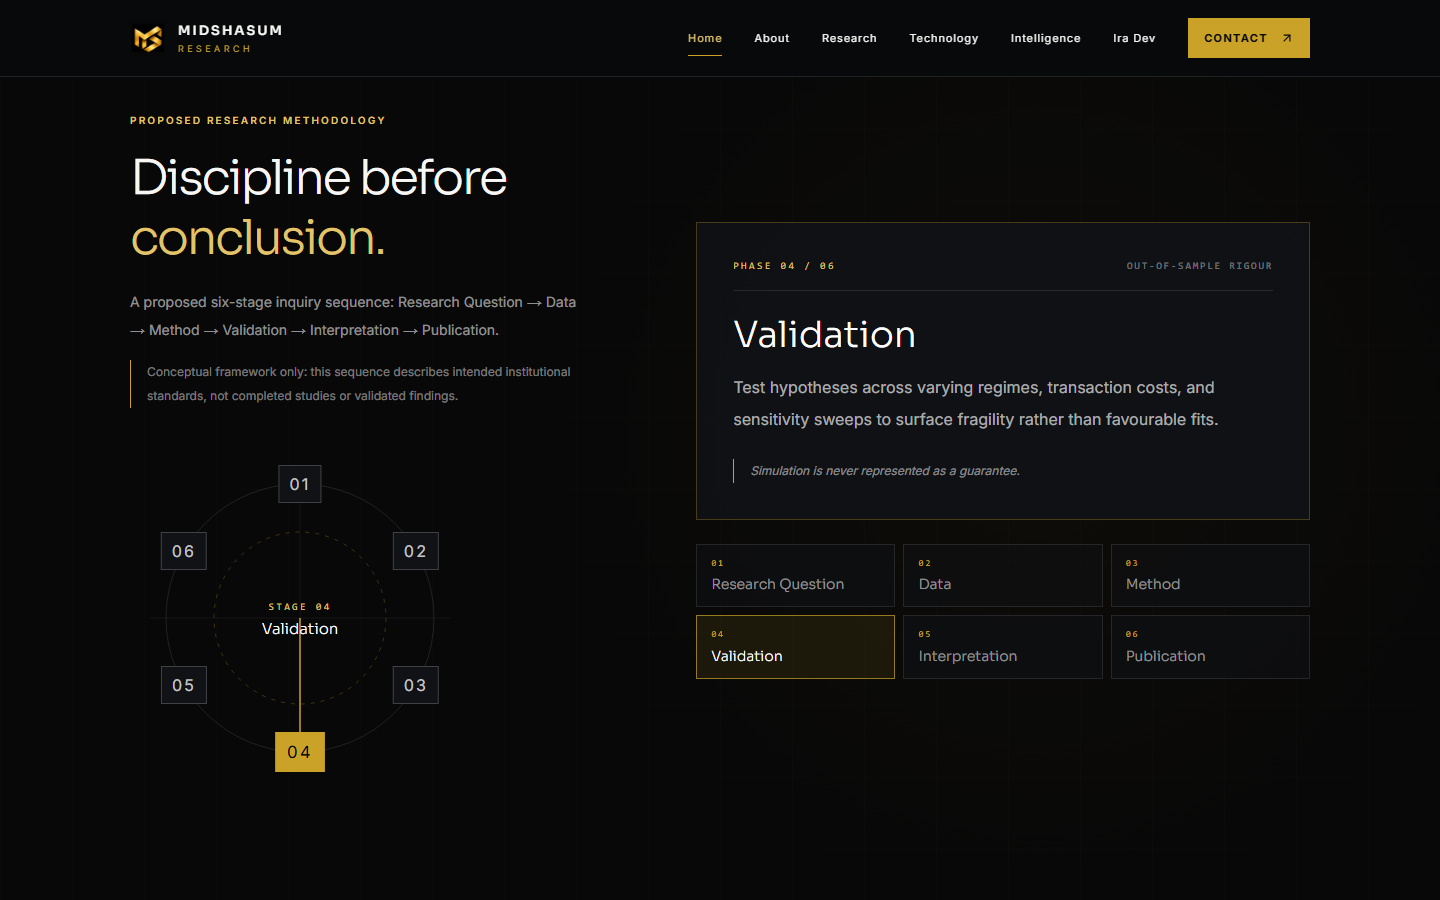 MIDSHASUM
RESEARCH
Home
About
Research
Technology
Intelligence
Ira Dev
CONTACT
PROPOSED RESEARCH METHODOLOGY
Discipline before
conclusion.
A proposed six-stage inquiry sequence: Research Question → Data
→ Method → Validation → Interpretation → Publication.
Conceptual framework only: this sequence describes intended institutional
standards, not completed studies or validated findings.
01
02
03
04
05
06
STAGE 04
Validation
PHASE 04 / 06
OUT-OF-SAMPLE RIGOUR
Validation
Test hypotheses across varying regimes, transaction costs, and
sensitivity sweeps to surface fragility rather than favourable fits.
Simulation is never represented as a guarantee.
01
Research Question
02
Data
03
Method
04
Validation
05
Interpretation
06
Publication